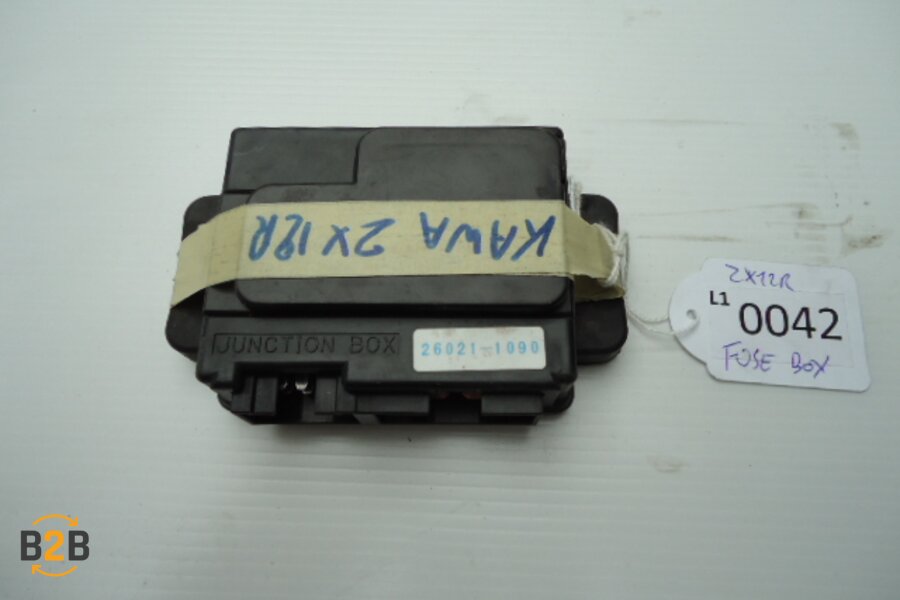 KAWA ZX12R
JUNCTION BOX
26021-1090
ZX12R
L1 0042
FUSE BOX
B2B